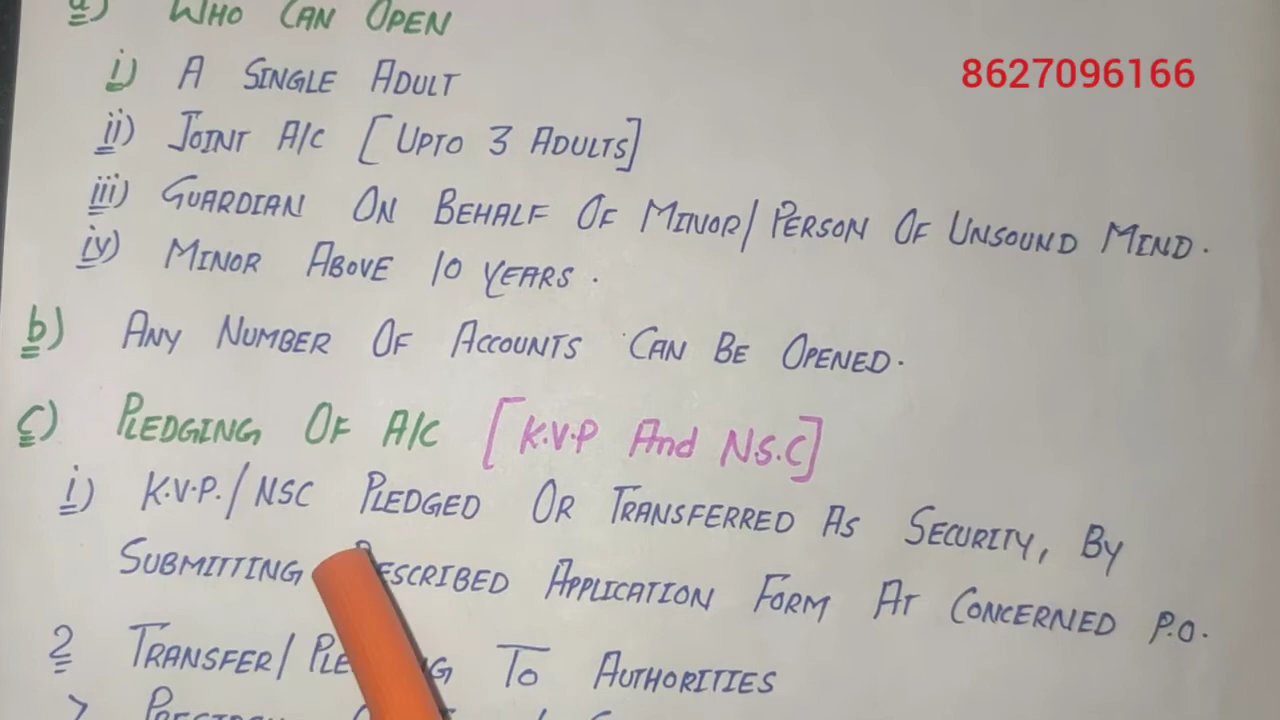 a) WHO CAN OPEN
8627096166
i) A SINGLE ADULT
ii) JOINT A/C [UPTO 3 ADULTS]
iii) GUARDIAN ON BEHALF OF MINOR/PERSON OF UNSOUND MIND.
iv) MINOR ABOVE 10 YEARS.
b) ANY NUMBER OF ACCOUNTS CAN BE OPENED.
c) PLEDGING OF A/C [K.V.P And N.S.C]
i) K.V.P./NSC PLEDGED OR TRANSFERRED AS SECURITY, BY
SUBMITTING APPLICATION FORM AT CONCERNED P.O.
2 TRANSFER/ TO AUTHORITIES